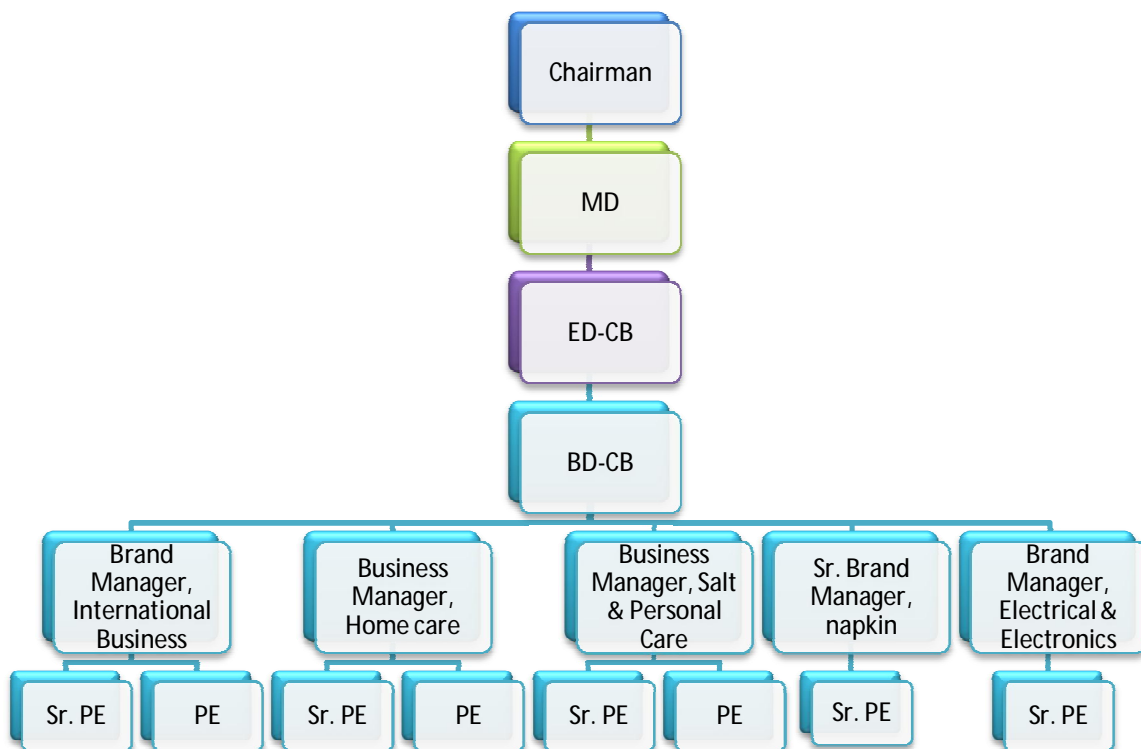 Chairman
MD
ED-CB
BD-CB
Brand
Manager,
International
Business
Business
Manager,
Home care
Business
Manager, Salt
& Personal
Care
Sr. Brand
Manager,
napkin
Brand
Manager,
Electrical &
Electronics
Sr. PE
PE
Sr. PE
PE
Sr. PE
PE
Sr. PE
Sr. PE